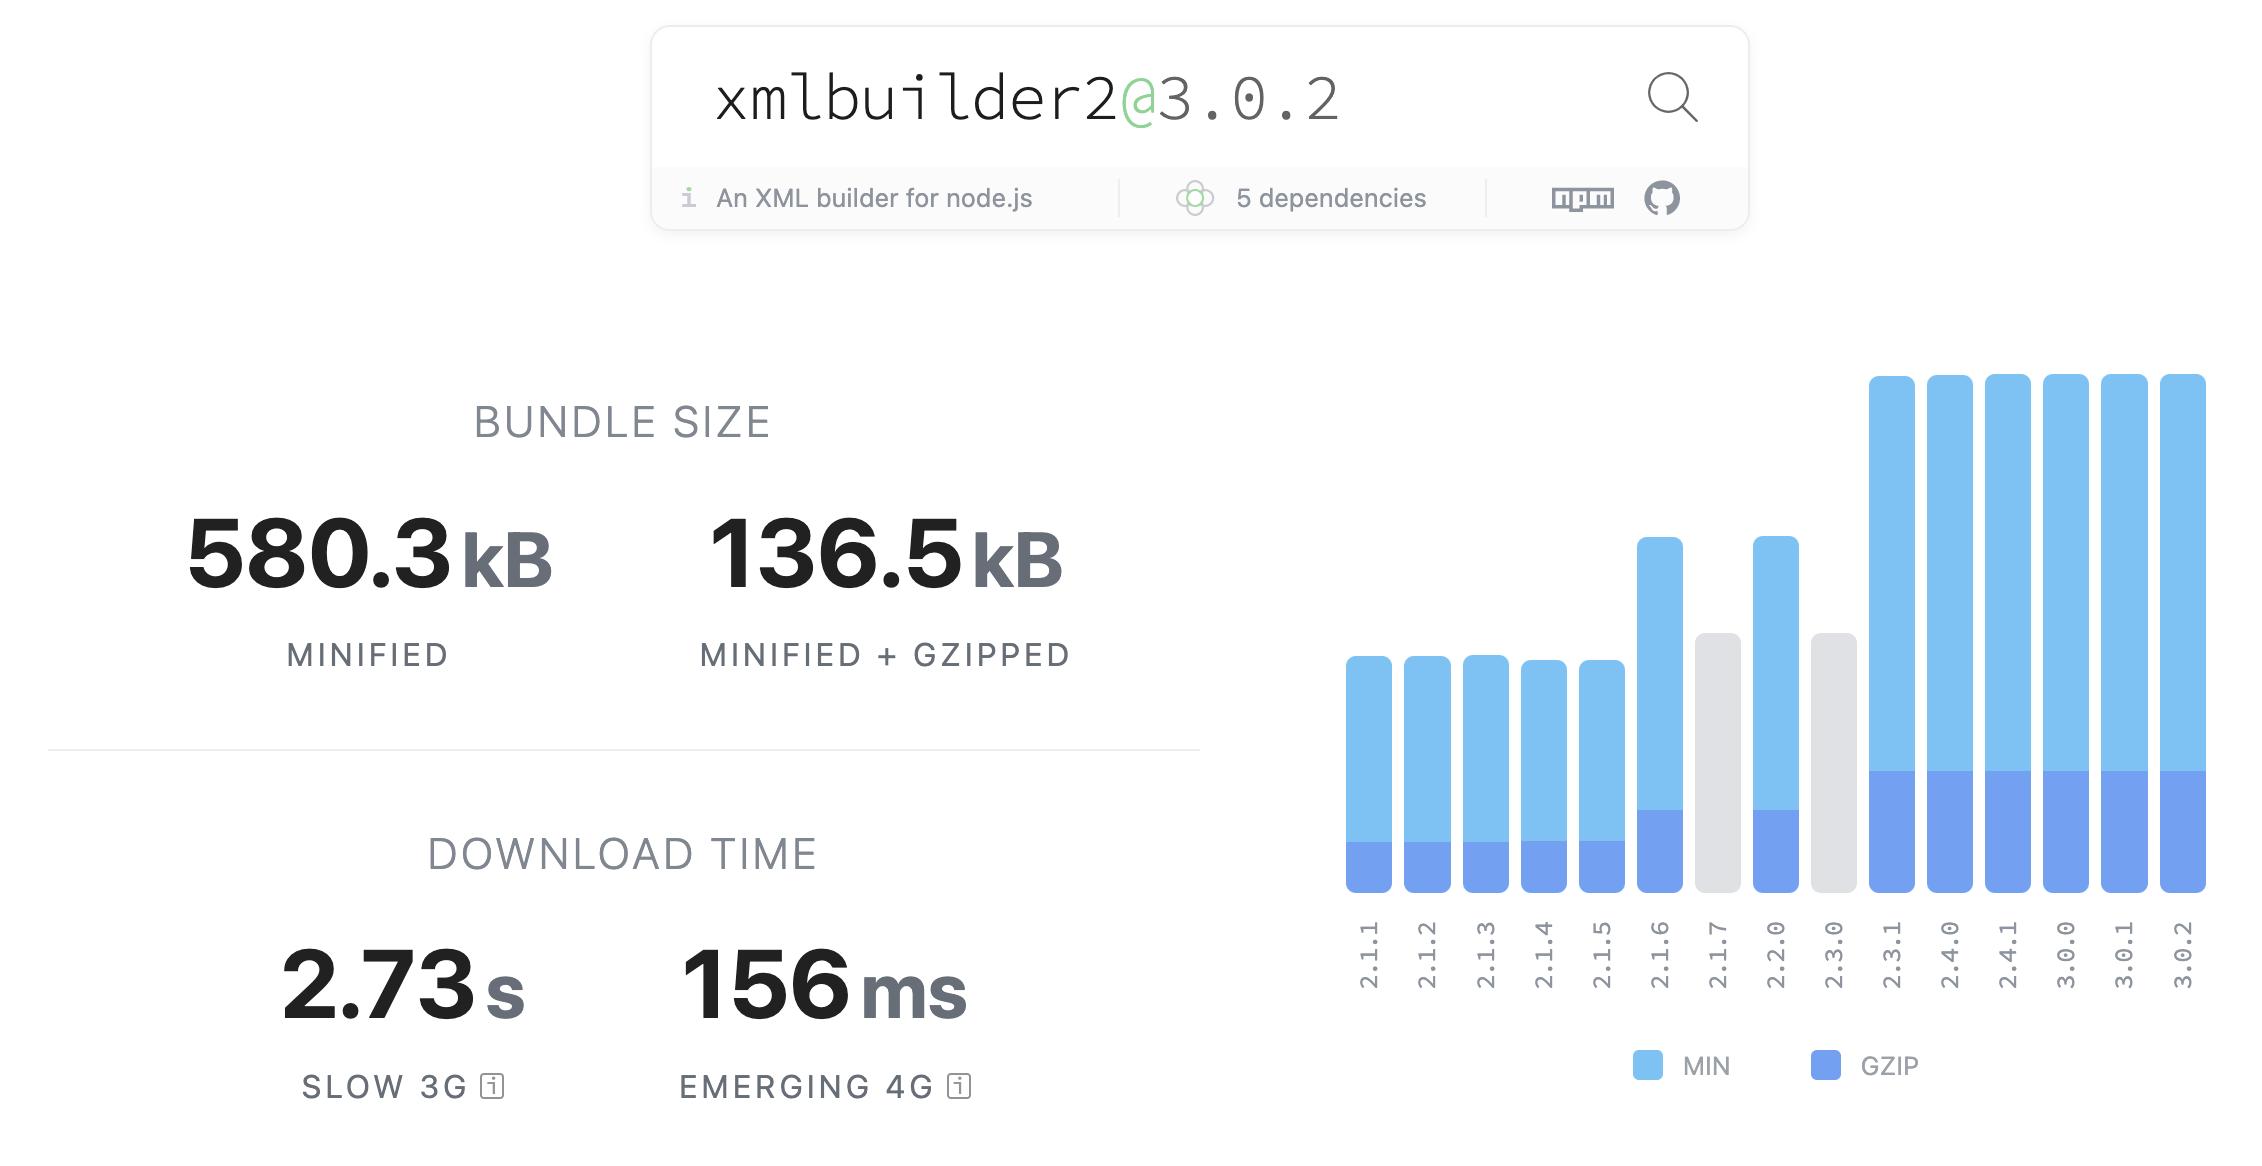 xmlbuilder2@3.0.2
i An XML builder for node.js
5 dependencies
npm
BUNDLE SIZE
580.3 kB
136.5 kB
MINIFIED
MINIFIED + GZIPPED
DOWNLOAD TIME
2.73 s
156 ms
SLOW 3G i
EMERGING 4G i
2.1.1
2.1.2
2.1.3
2.1.4
2.1.5
2.1.6
2.1.7
2.2.0
2.3.0
2.3.1
2.4.0
2.4.1
3.0.0
3.0.1
3.0.2
MIN
GZIP